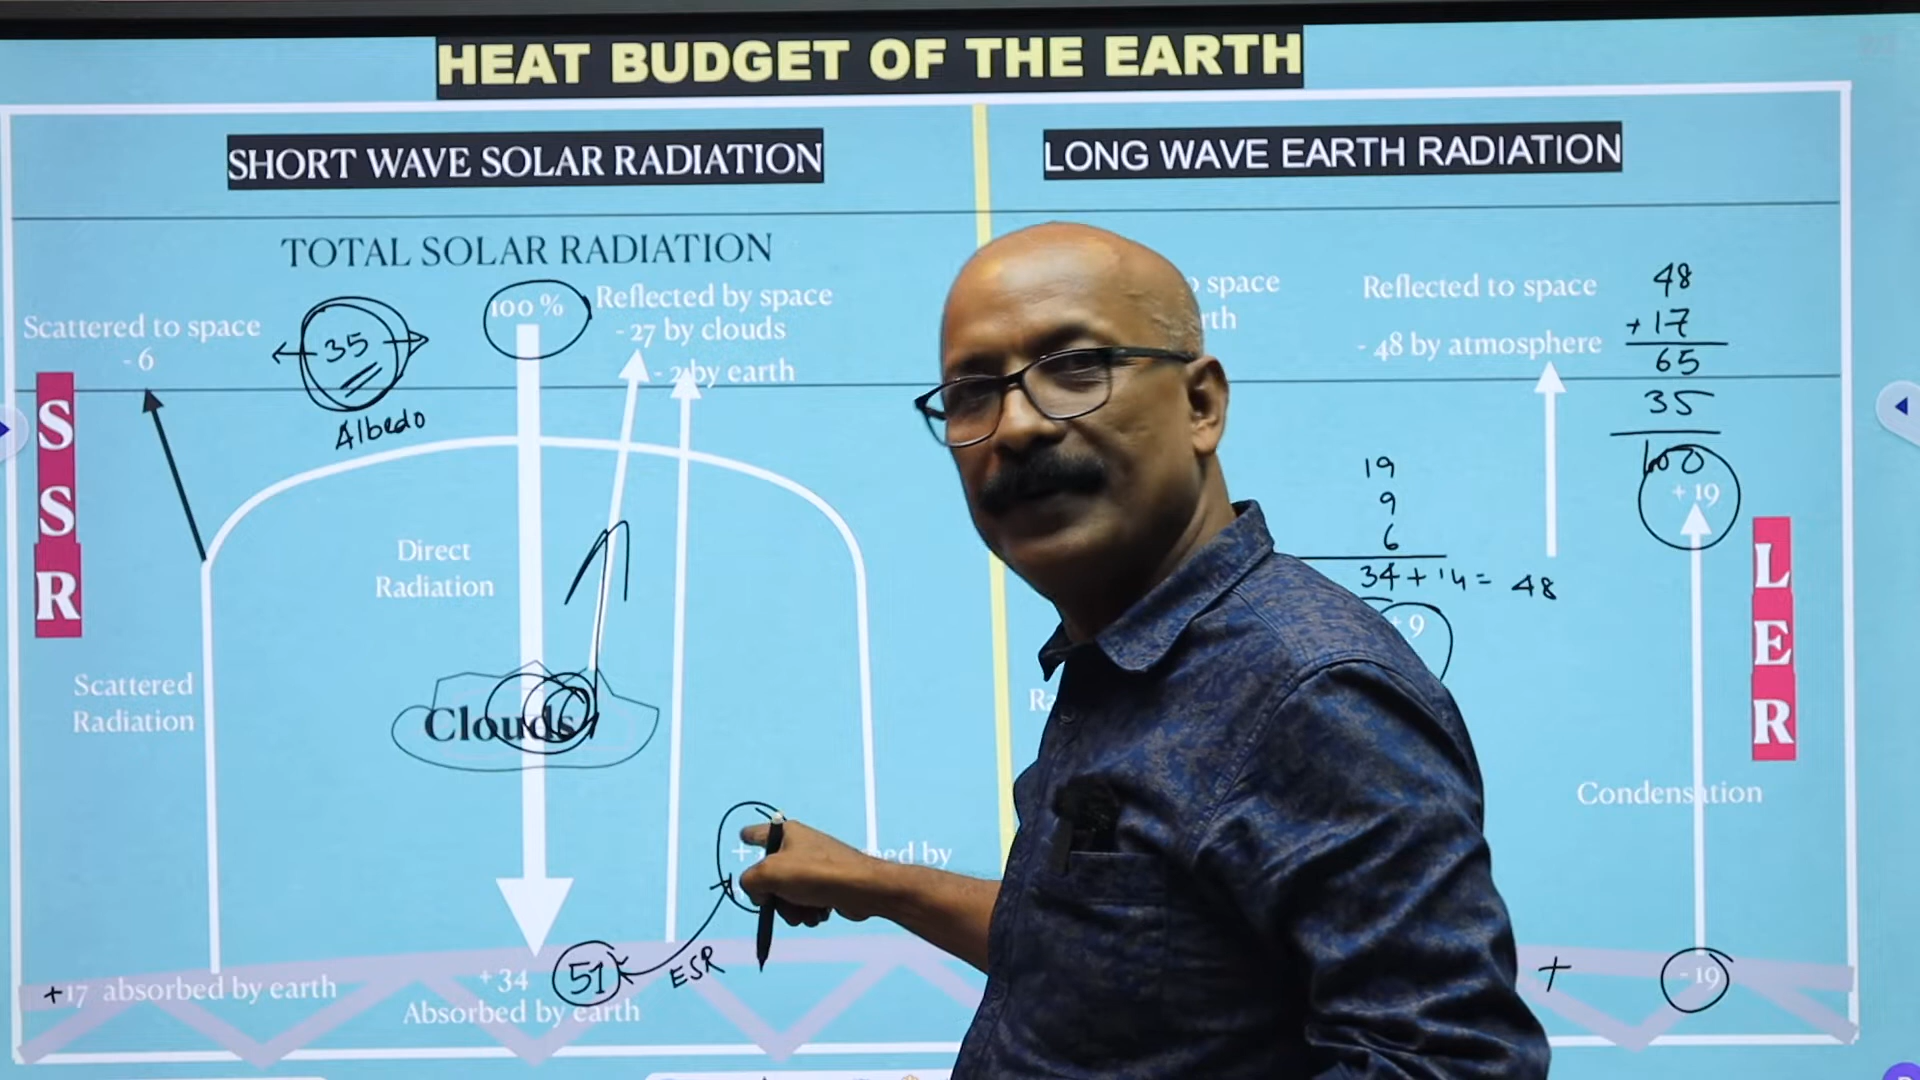 HEAT BUDGET OF THE EARTH
SHORT WAVE SOLAR RADIATION
LONG WAVE EARTH RADIATION
TOTAL SOLAR RADIATION
Scattered to space
- 6
35
Albedo
100 %
Reflected by space
- 27 by clouds
- 2 by earth
space
Reflected to space
- 48 by atmosphere
48
+ 17
65
35
100
+ 19
S
S
R
Direct
Radiation
Scattered
Radiation
Clouds
19
9
6
34 + 14 = 48
9
L
E
R
Condensation
by
+17 absorbed by earth
+ 34
Absorbed by earth
51
ESR
+
- 19